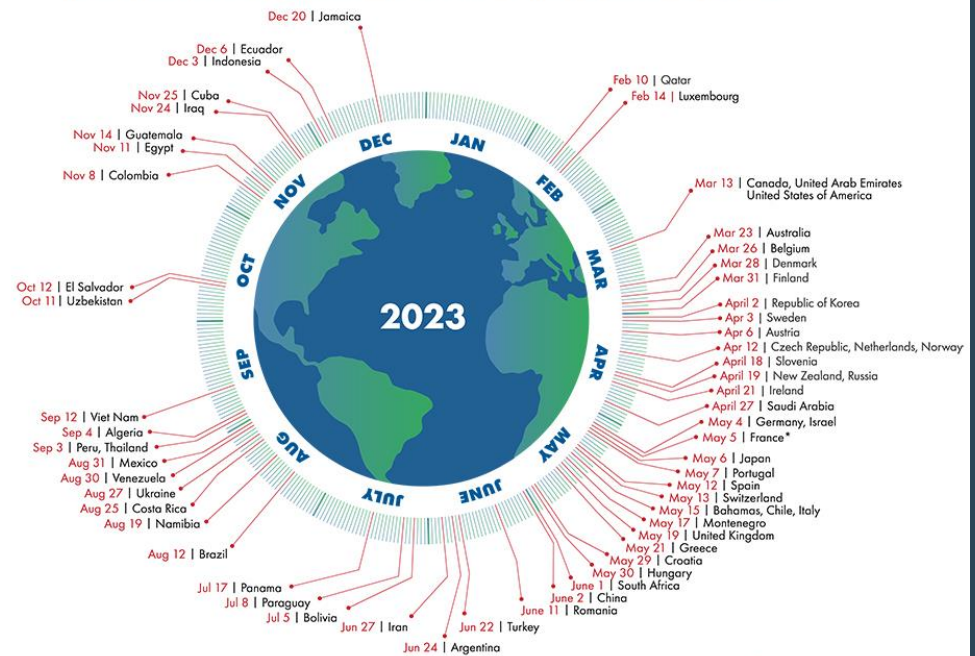 Dec 20 | Jamaica
Dec 6 | Ecuador
Dec 3 | Indonesia
Nov 25 | Cuba
Nov 24 | Iraq
Nov 14 | Guatemala
Nov 11 | Egypt
Nov 8 | Colombia
Oct 12 | El Salvador
Oct 11 | Uzbekistan
Sep 12 | Viet Nam
Sep 4 | Algeria
Sep 3 | Peru, Thailand
Aug 31 | Mexico
Aug 30 | Venezuela
Aug 27 | Ukraine
Aug 25 | Costa Rica
Aug 19 | Namibia
Aug 12 | Brazil
Jul 17 | Panama
Jul 8 | Paraguay
Jul 5 | Bolivia
Jun 27 | Iran
Jun 24 | Argentina
Jun 22 | Turkey
JAN
FEB
MAR
APR
MAY
JUNE
JULY
AUG
SEP
OCT
NOV
DEC
2023
Feb 10 | Qatar
Feb 14 | Luxembourg
Mar 13 | Canada, United Arab Emirates
United States of America
Mar 23 | Australia
Mar 26 | Belgium
Mar 28 | Denmark
Mar 31 | Finland
April 2 | Republic of Korea
Apr 3 | Sweden
Apr 6 | Austria
Apr 12 | Czech Republic, Netherlands, Norway
April 18 | Slovenia
April 19 | New Zealand, Russia
April 21 | Ireland
April 27 | Saudi Arabia
May 4 | Germany, Israel
May 5 | France*
May 6 | Japan
May 7 | Portugal
May 12 | Spain
May 13 | Switzerland
May 15 | Bahamas, Chile, Italy
May 17 | Montenegro
May 19 | United Kingdom
May 21 | Greece
May 29 | Croatia
May 30 | Hungary
June 1 | South Africa
June 2 | China
June 11 | Romania